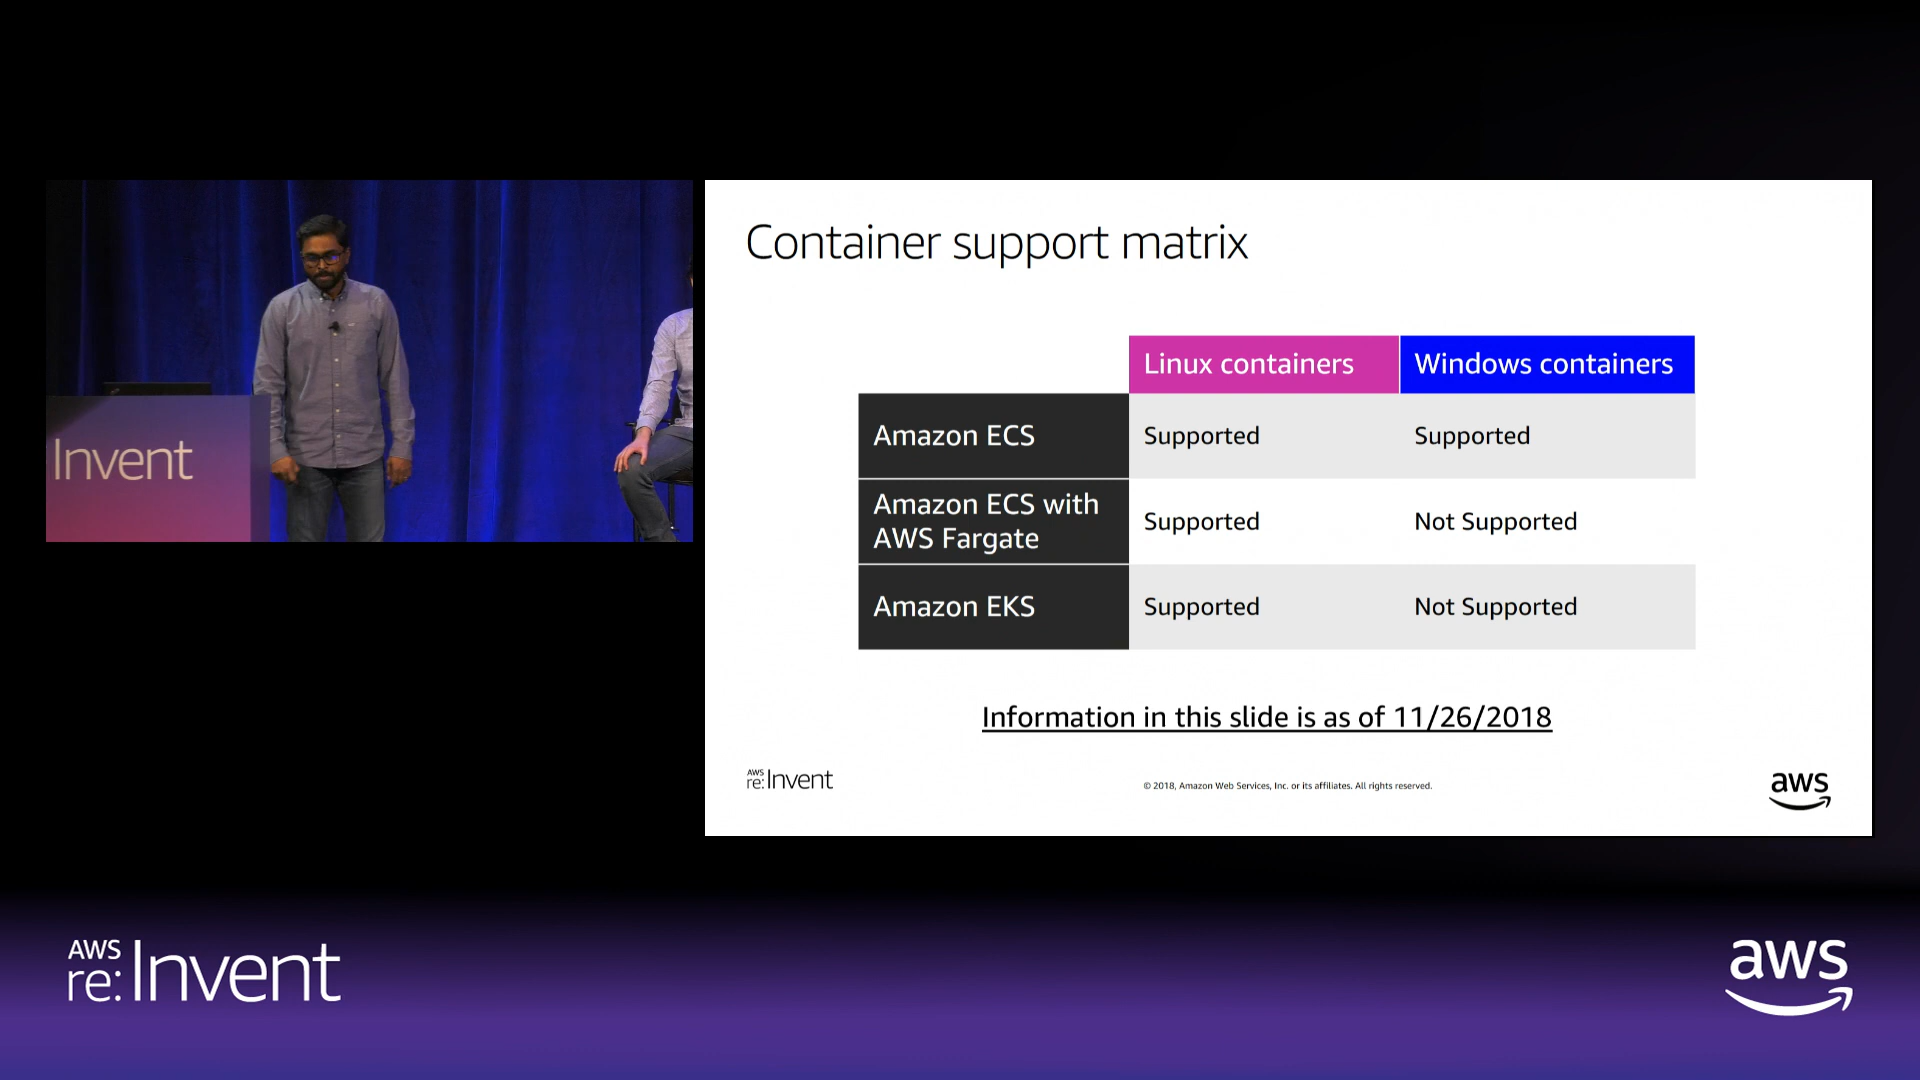 Invent
Container support matrix
Linux containers Windows containers
Amazon ECS Supported Supported
Amazon ECS with
AWS Fargate Supported Not Supported
Amazon EKS Supported Not Supported
Information in this slide is as of 11/26/2018
AWS
re:Invent
© 2018, Amazon Web Services, Inc. or its affiliates. All rights reserved.
aws
AWS
re:Invent
aws